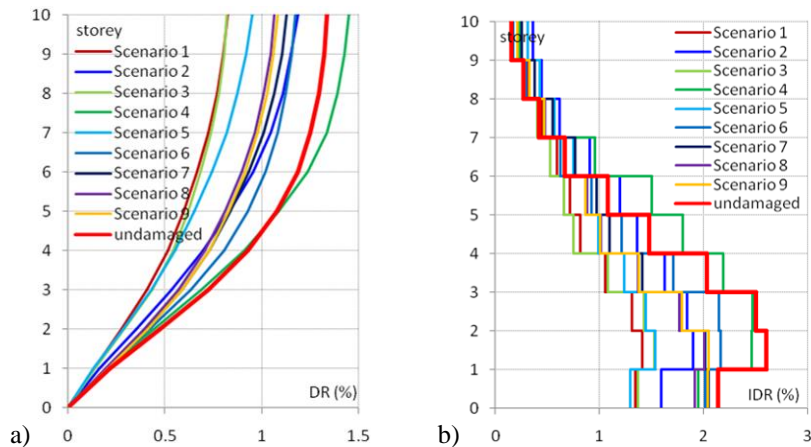 10
storey
9
Scenario 1
Scenario 2
8
Scenario 3
Scenario 4
7
Scenario 5
Scenario 6
6
Scenario 7
Scenario 8
5
Scenario 9
undamaged
4
3
2
1
DR (%)
0
0 0.5 1 1.5
a)
10
storey
9
8
7
6
5
4
3
2
1
0
Scenario 1
Scenario 2
Scenario 3
Scenario 4
Scenario 5
Scenario 6
Scenario 7
Scenario 8
Scenario 9
undamaged
IDR (%)
0 1 2 3
b)